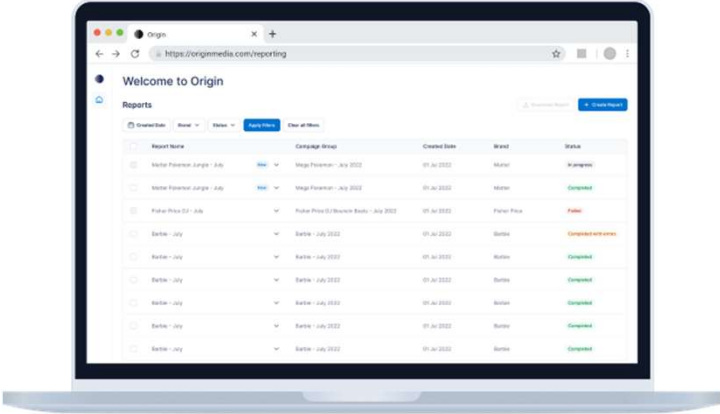 Origin
https://originmedia.com/reporting
Welcome to Origin
Reports
Create Report
Created Date Brand Status Apply Filters Clear all filters
Report Name Campaign Group Created Date Brand Status
Mattel Pokemon Jungle - July New Mega Pokemon - July 2022 01 Jul 2022 Mattel In progress
Mattel Pokemon Jungle - July New Mega Pokemon - July 2022 01 Jul 2022 Mattel Completed
Fisher Price DJ - July Fisher Price DJ Bouncin Beats - July 2022 01 Jul 2022 Fisher Price Failed
Barbie - July Barbie - July 2022 01 Jul 2022 Barbie Completed with errors
Barbie - July Barbie - July 2022 01 Jul 2022 Barbie Completed
Barbie - July Barbie - July 2022 01 Jul 2022 Barbie Completed
Barbie - July Barbie - July 2022 01 Jul 2022 Barbie Completed
Barbie - July Barbie - July 2022 01 Jul 2022 Barbie Completed
Barbie - July Barbie - July 2022 01 Jul 2022 Barbie Completed